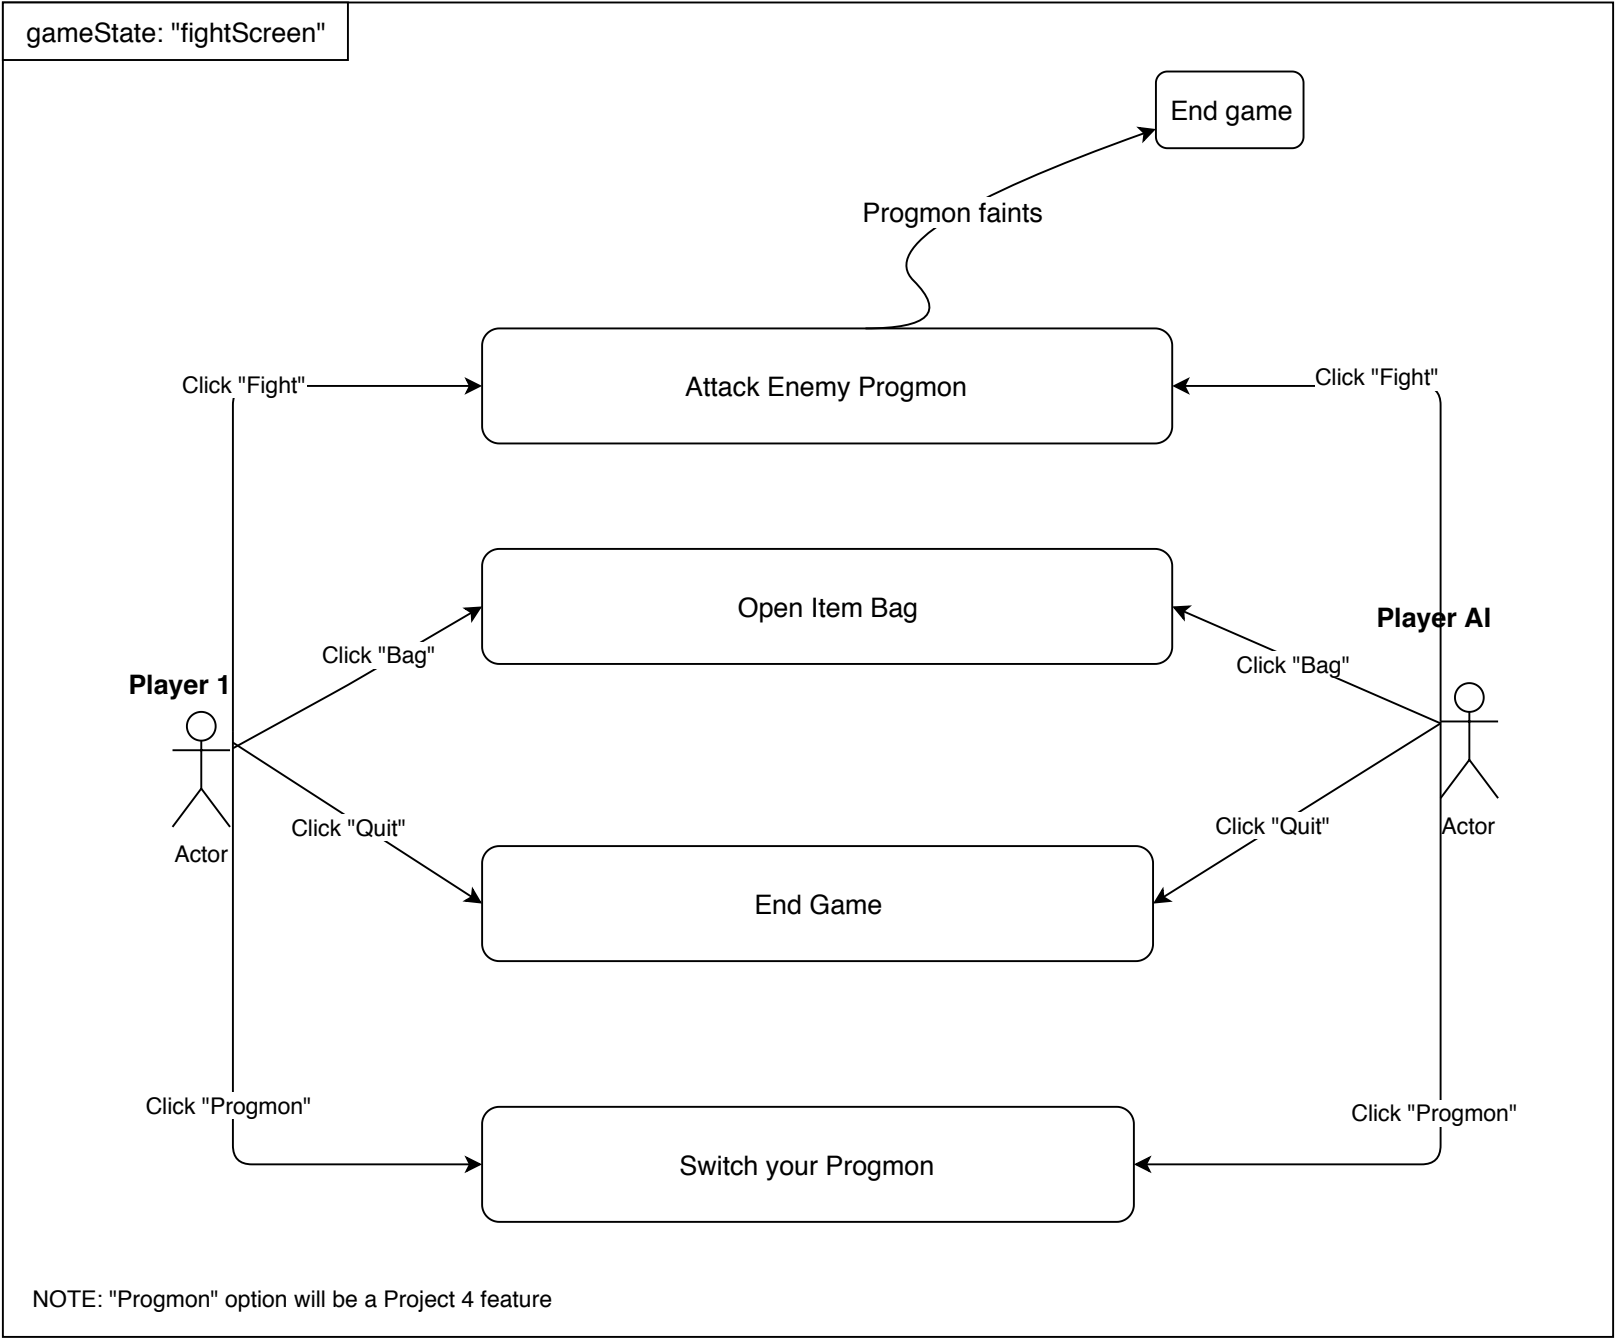 gameState: "fightScreen"
End game
Progmon faints
Click "Fight"
Attack Enemy Progmon
Click "Fight"
Open Item Bag
Player AI
Click "Bag"
Click "Bag"
Player 1
Click "Quit"
Click "Quit"
Actor
Actor
End Game
Click "Progmon"
Click "Progmon"
Switch your Progmon
NOTE: "Progmon" option will be a Project 4 feature